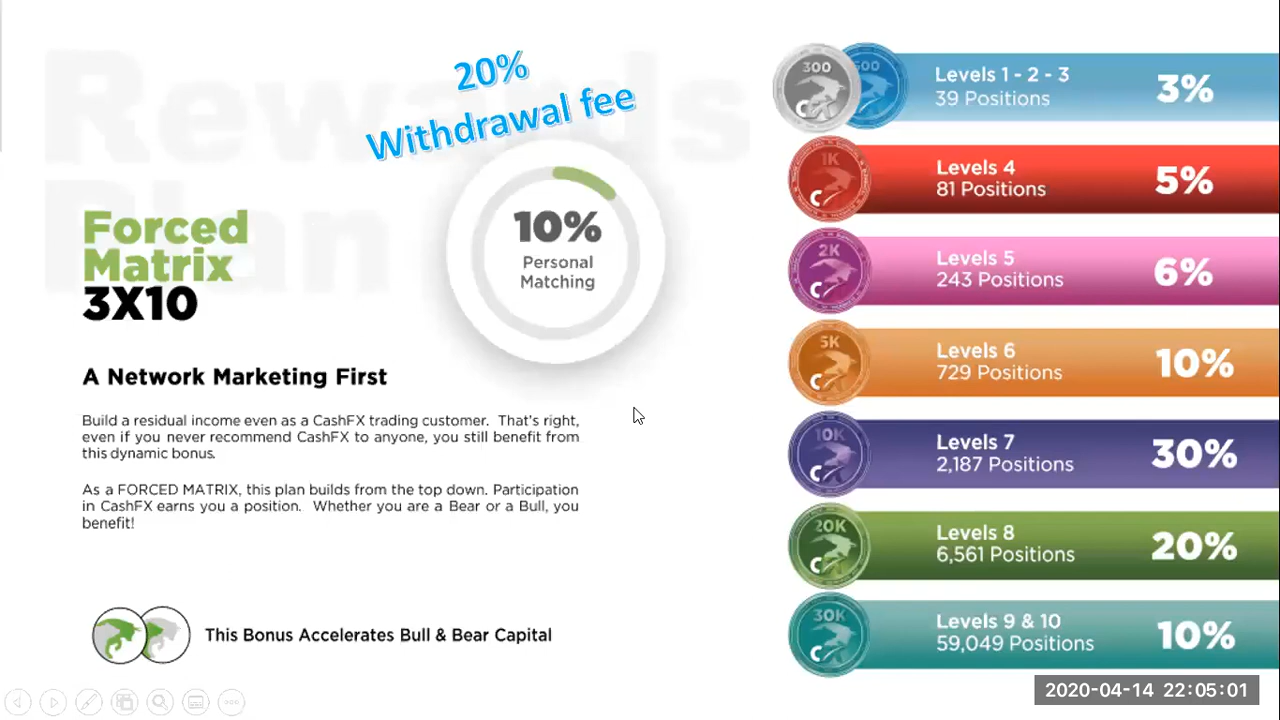 Rewards
Plan
20%
Withdrawal fee
Forced
Matrix
3X10
10%
Personal
Matching
A Network Marketing First
Build a residual income even as a CashFX trading customer. That's right,
even if you never recommend CashFX to anyone, you still benefit from
this dynamic bonus.
As a FORCED MATRIX, this plan builds from the top down. Participation
in CashFX earns you a position. Whether you are a Bear or a Bull, you
benefit!
This Bonus Accelerates Bull & Bear Capital
300
500
Levels 1 - 2 - 3
39 Positions
3%
1K
Levels 4
81 Positions
5%
2K
Levels 5
243 Positions
6%
5K
Levels 6
729 Positions
10%
10K
Levels 7
2,187 Positions
30%
20K
Levels 8
6,561 Positions
20%
30K
Levels 9 & 10
59,049 Positions
10%
2020-04-14 22:05:01